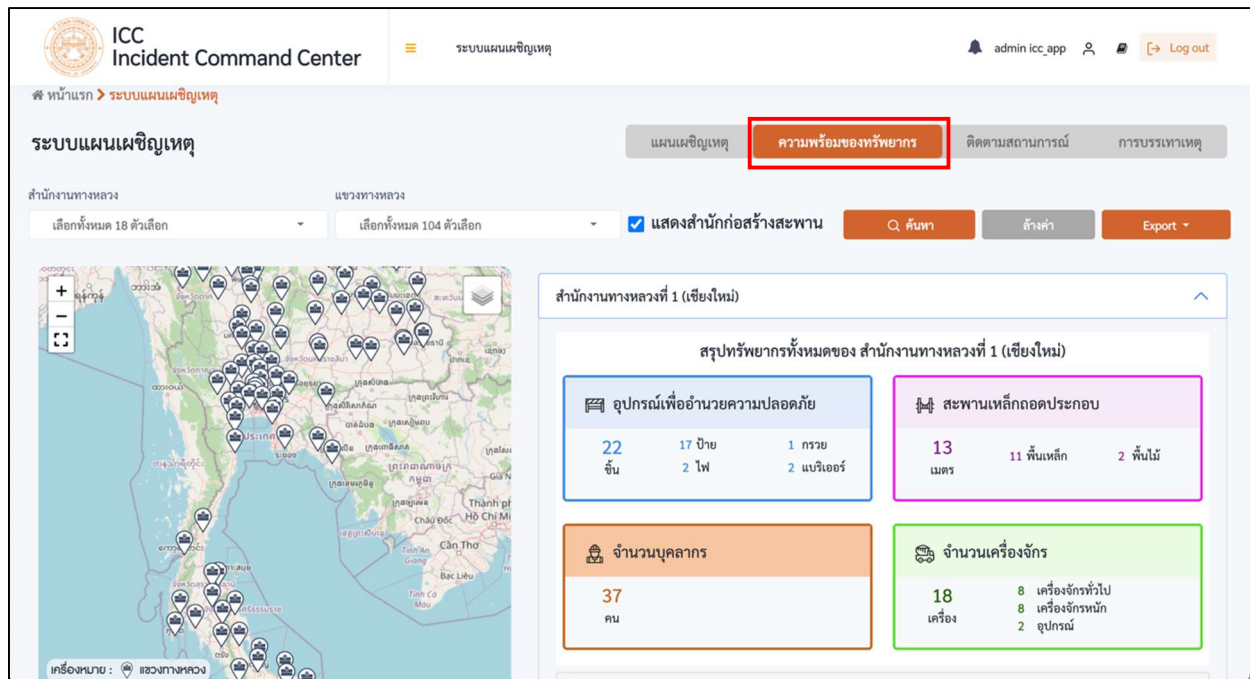 ICC
Incident Command Center
ระบบแผนเผชิญเหตุ
admin icc_app
Log out
หน้าแรก
ระบบแผนเผชิญเหตุ
ระบบแผนเผชิญเหตุ
แผนเผชิญเหตุ
ความพร้อมของทรัพยากร
ติดตามสถานการณ์
การบรรเทาเหตุ
สำนักงานทางหลวง
แขวงทางหลวง
เลือกทั้งหมด 18 ตัวเลือก
เลือกทั้งหมด 104 ตัวเลือก
แสดงสำนักก่อสร้างสะพาน
ค้นหา
ล้างค่า
Export
+
−
Thành ph
Hồ Chí Mi
Châu Đốc
Cần Thơ
Tỉnh An
Giang
Bạc Liêu
Tỉnh Cà
Mau
ระยอง
ตรัง
เครื่องหมาย : แขวงทางหลวง
สำนักงานทางหลวงที่ 1 (เชียงใหม่)
สรุปทรัพยากรทั้งหมดของ สำนักงานทางหลวงที่ 1 (เชียงใหม่)
อุปกรณ์เพื่ออำนวยความปลอดภัย
22 ชิ้น
17 ป้าย
1 กรวย
2 ไฟ
2 แบริเออร์
สะพานเหล็กถอดประกอบ
13 เมตร
11 พื้นเหล็ก
2 พื้นไม้
จำนวนบุคลากร
37
คน
จำนวนเครื่องจักร
18
เครื่อง
8 เครื่องจักรทั่วไป
8 เครื่องจักรหนัก
2 อุปกรณ์